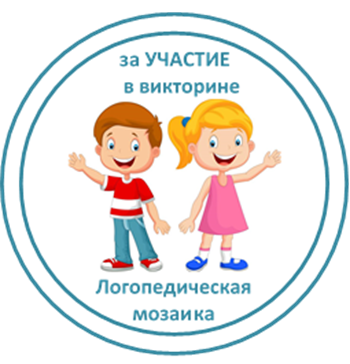 за УЧАСТИЕ
в викторине
Логопедическая
мозаика